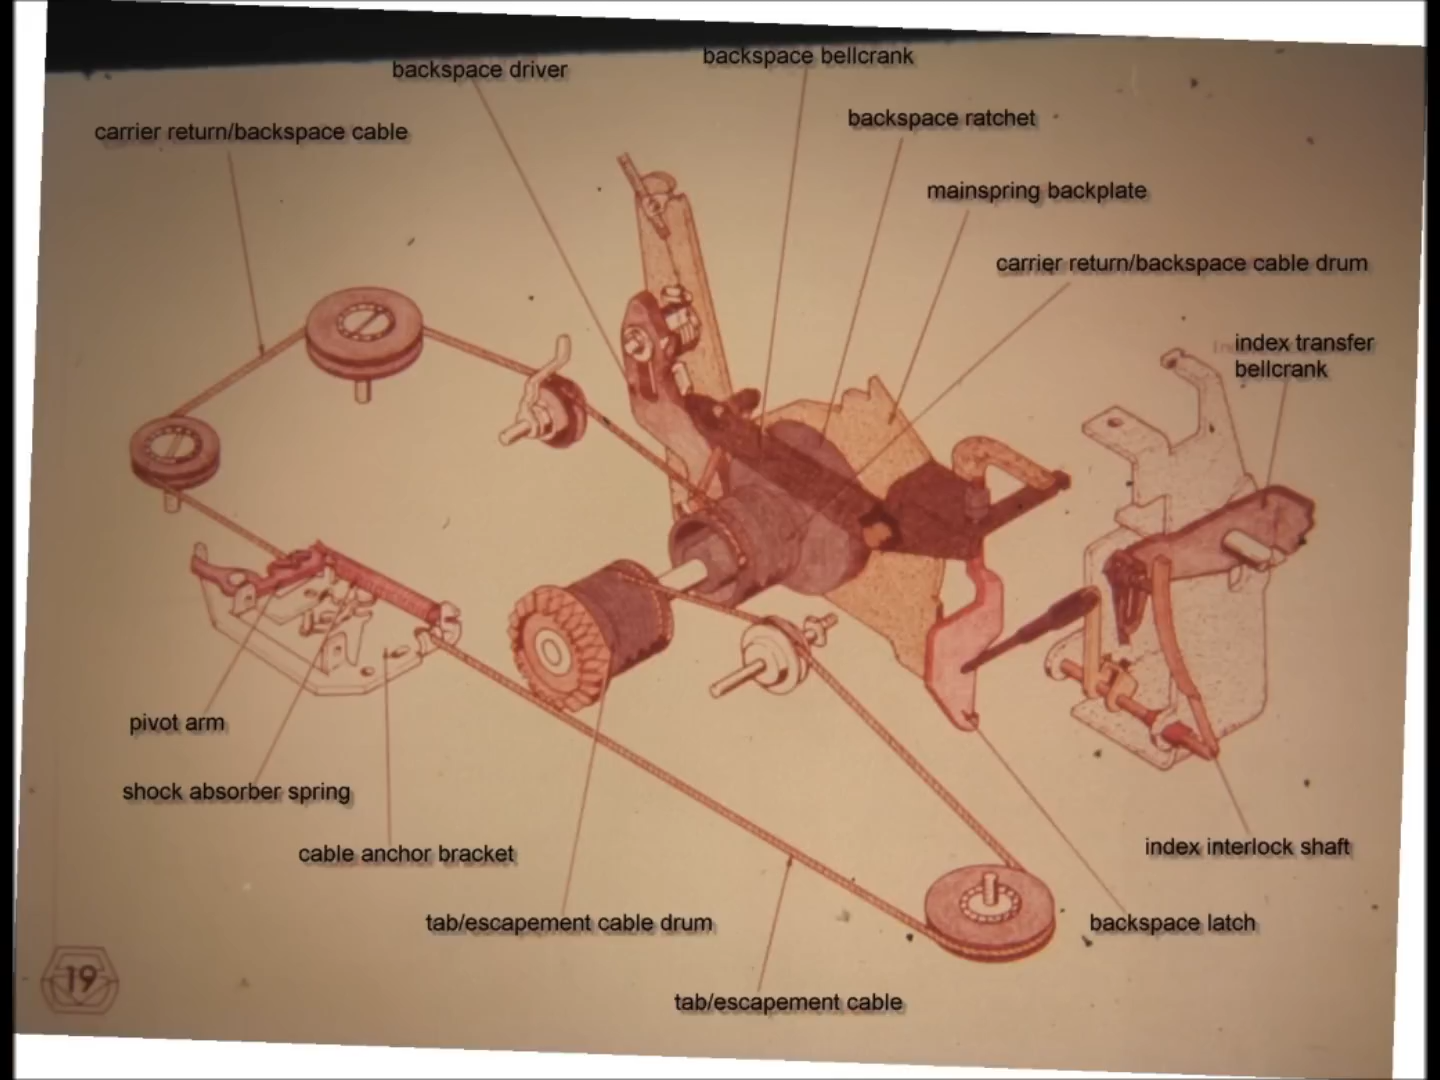 backspace driver
backspace bellcrank
carrier return/backspace cable
backspace ratchet
mainspring backplate
carrier return/backspace cable drum
index transfer
bellcrank
pivot arm
shock absorber spring
cable anchor bracket
index interlock shaft
tab/escapement cable drum
backspace latch
19
tab/escapement cable